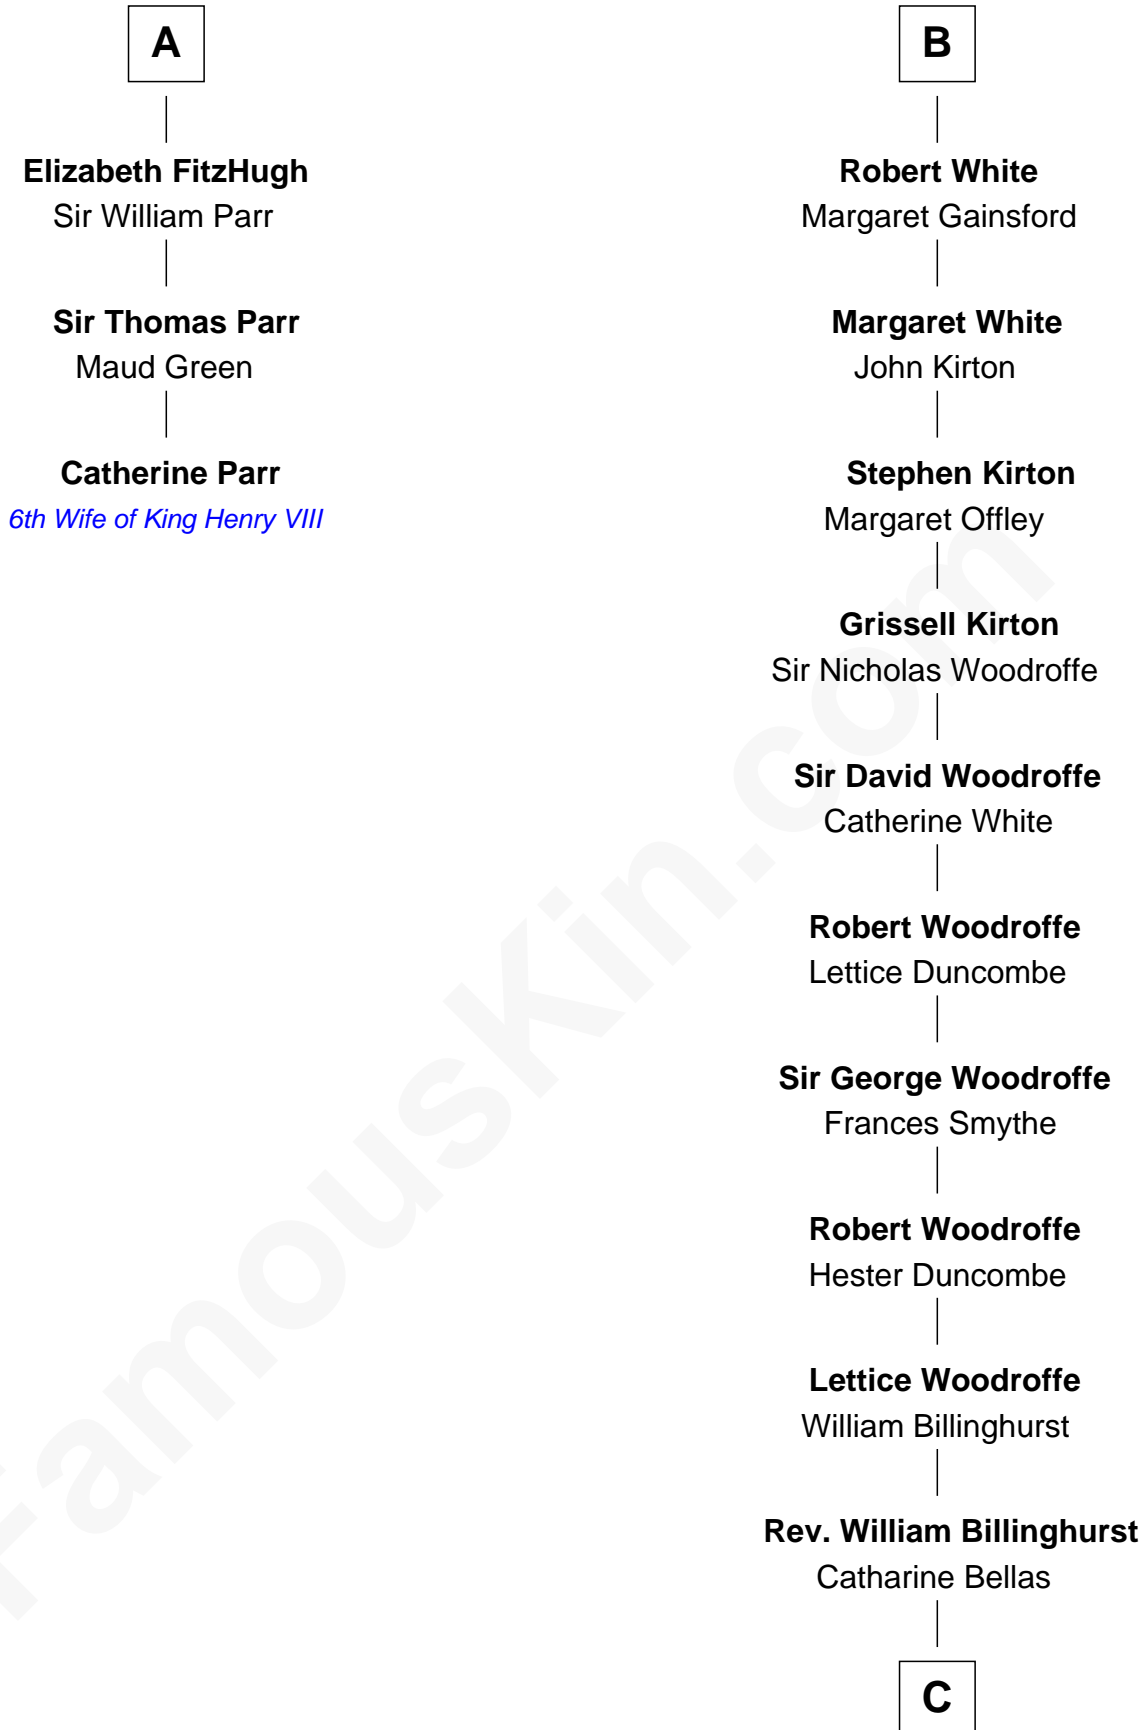 A
Elizabeth FitzHugh
Sir William Parr
Sir Thomas Parr
Maud Green
Catherine Parr
6th Wife of King Henry VIII
B
Robert White
Margaret Gainsford
Margaret White
John Kirton
Stephen Kirton
Margaret Offley
Grissell Kirton
Sir Nicholas Woodroffe
Sir David Woodroffe
Catherine White
Robert Woodroffe
Lettice Duncombe
Sir George Woodroffe
Frances Smythe
Robert Woodroffe
Hester Duncombe
Lettice Woodroffe
William Billinghurst
Rev. William Billinghurst
Catharine Bellas
C
FamousKin.com